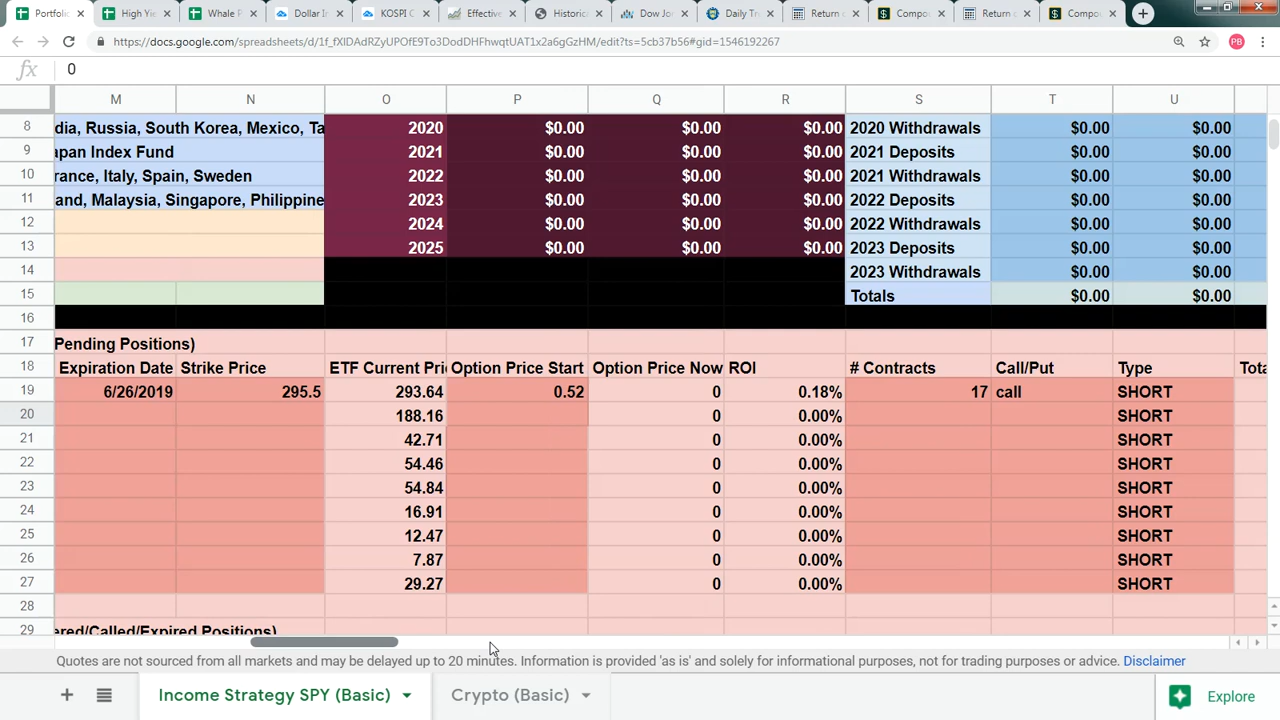 Portfolio High Yie Whale P Dollar In KOSPI C Effective Historic Dow Jo Daily Tr Return c Compou Return c Compou
https://docs.google.com/spreadsheets/d/1f_fXIDAdRZyUPOfE9To3DodDHFhwqtUAT1x2a6gGzHM/edit?ts=5cb37b56#gid=1546192267 PB
fx 0
M N O P Q R S T U
8 dia, Russia, South Korea, Mexico, Ta 2020 $0.00 $0.00 $0.00 2020 Withdrawals $0.00 $0.00
9 apan Index Fund 2021 $0.00 $0.00 $0.00 2021 Deposits $0.00 $0.00
10 rance, Italy, Spain, Sweden 2022 $0.00 $0.00 $0.00 2021 Withdrawals $0.00 $0.00
11 and, Malaysia, Singapore, Philippine 2023 $0.00 $0.00 $0.00 2022 Deposits $0.00 $0.00
12 2024 $0.00 $0.00 $0.00 2022 Withdrawals $0.00 $0.00
13 2025 $0.00 $0.00 $0.00 2023 Deposits $0.00 $0.00
14 2023 Withdrawals $0.00 $0.00
15 Totals $0.00 $0.00
16
17 Pending Positions)
18 Expiration Date Strike Price ETF Current Pri Option Price Start Option Price Now ROI # Contracts Call/Put Type Tota
19 6/26/2019 295.5 293.64 0.52 0 0.18% 17 call SHORT
20 188.16 0 0.00% SHORT
21 42.71 0 0.00% SHORT
22 54.46 0 0.00% SHORT
23 54.84 0 0.00% SHORT
24 16.91 0 0.00% SHORT
25 12.47 0 0.00% SHORT
26 7.87 0 0.00% SHORT
27 29.27 0 0.00% SHORT
28
29 ered/Called/Expired Positions)
Quotes are not sourced from all markets and may be delayed up to 20 minutes. Information is provided 'as is' and solely for informational purposes, not for trading purposes or advice. Disclaimer
Income Strategy SPY (Basic) Crypto (Basic) Explore